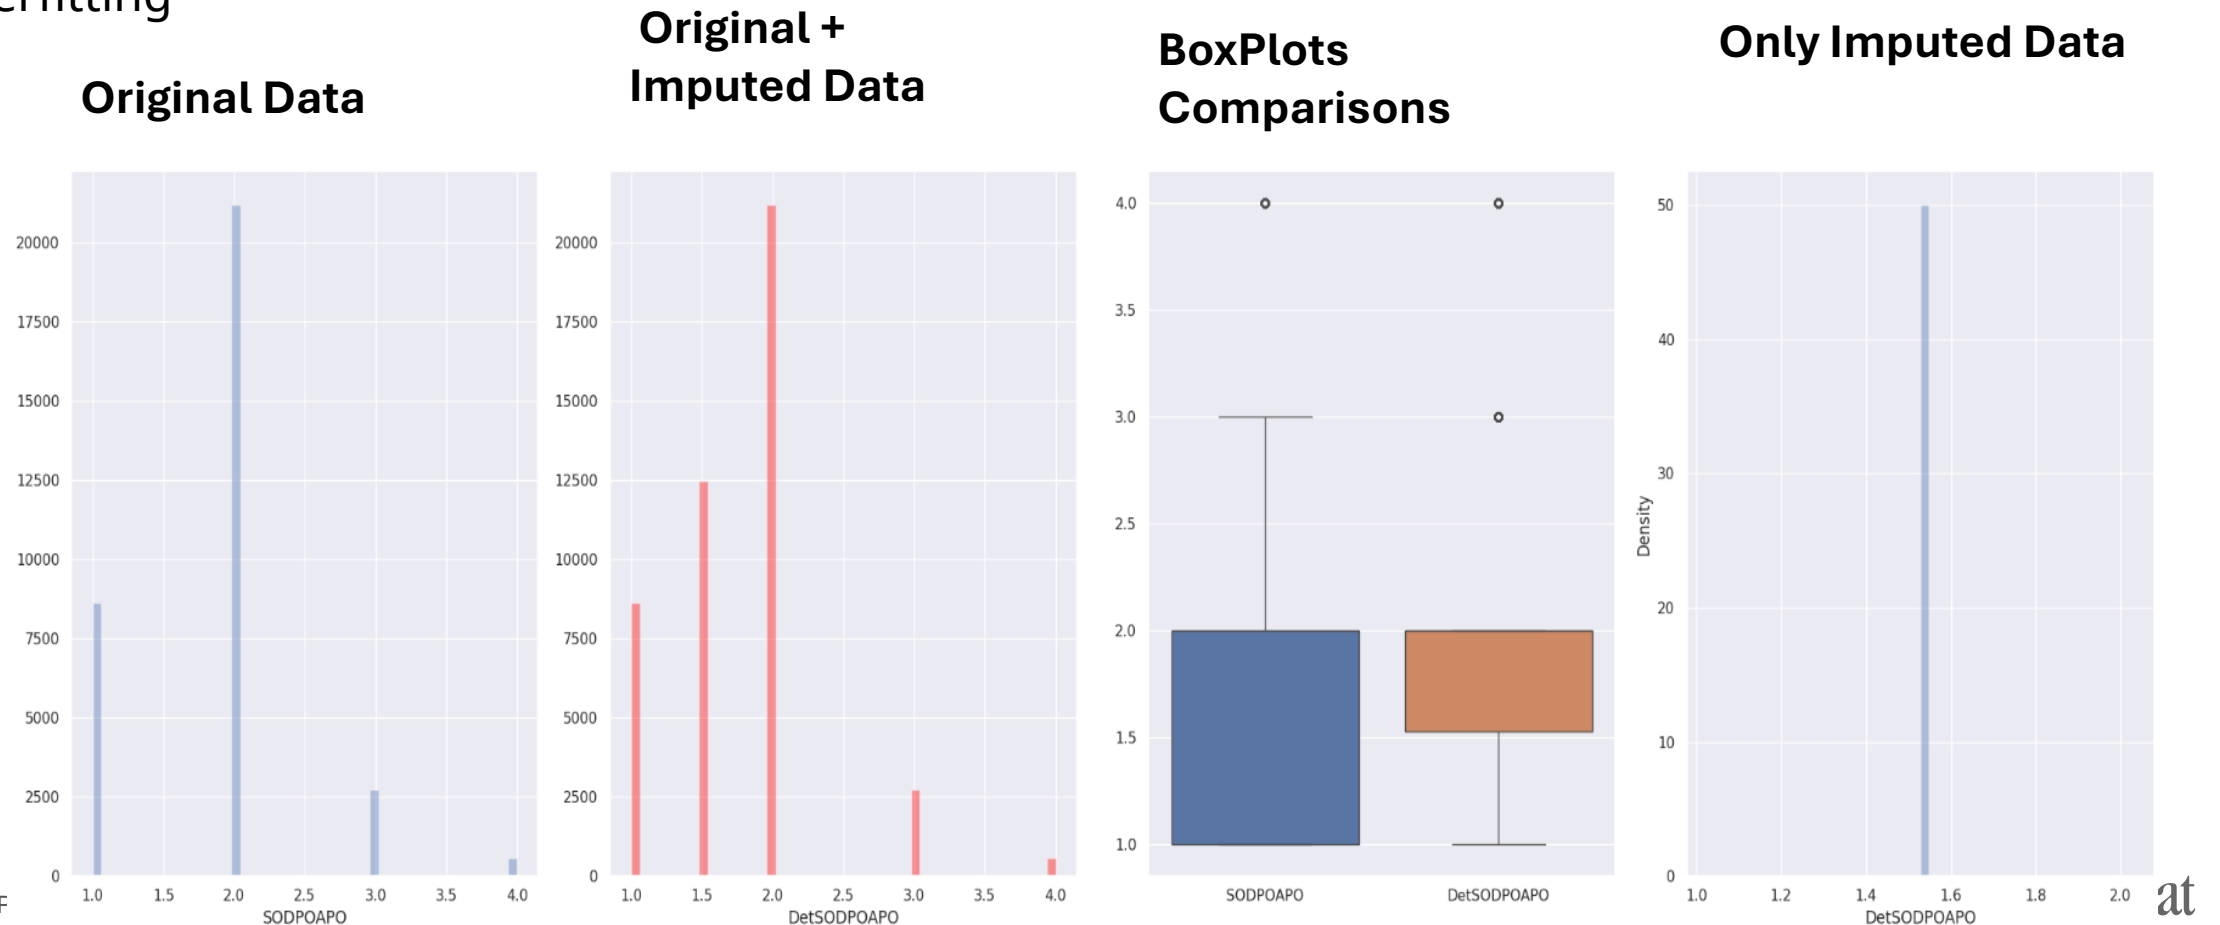 Original Data
Original +
Imputed Data
BoxPlots
Comparisons
Only Imputed Data
20000
17500
15000
12500
10000
7500
5000
2500
0
1.0 1.5 2.0 2.5 3.0 3.5 4.0
SODPOAPO
20000
17500
15000
12500
10000
7500
5000
2500
0
1.0 1.5 2.0 2.5 3.0 3.5 4.0
DetSODPOAPO
4.0
3.5
3.0
2.5
2.0
1.5
1.0
SODPOAPO DetSODPOAPO
Density
50
40
30
20
10
0
1.0 1.2 1.4 1.6 1.8 2.0
DetSODPOAPO
at
F